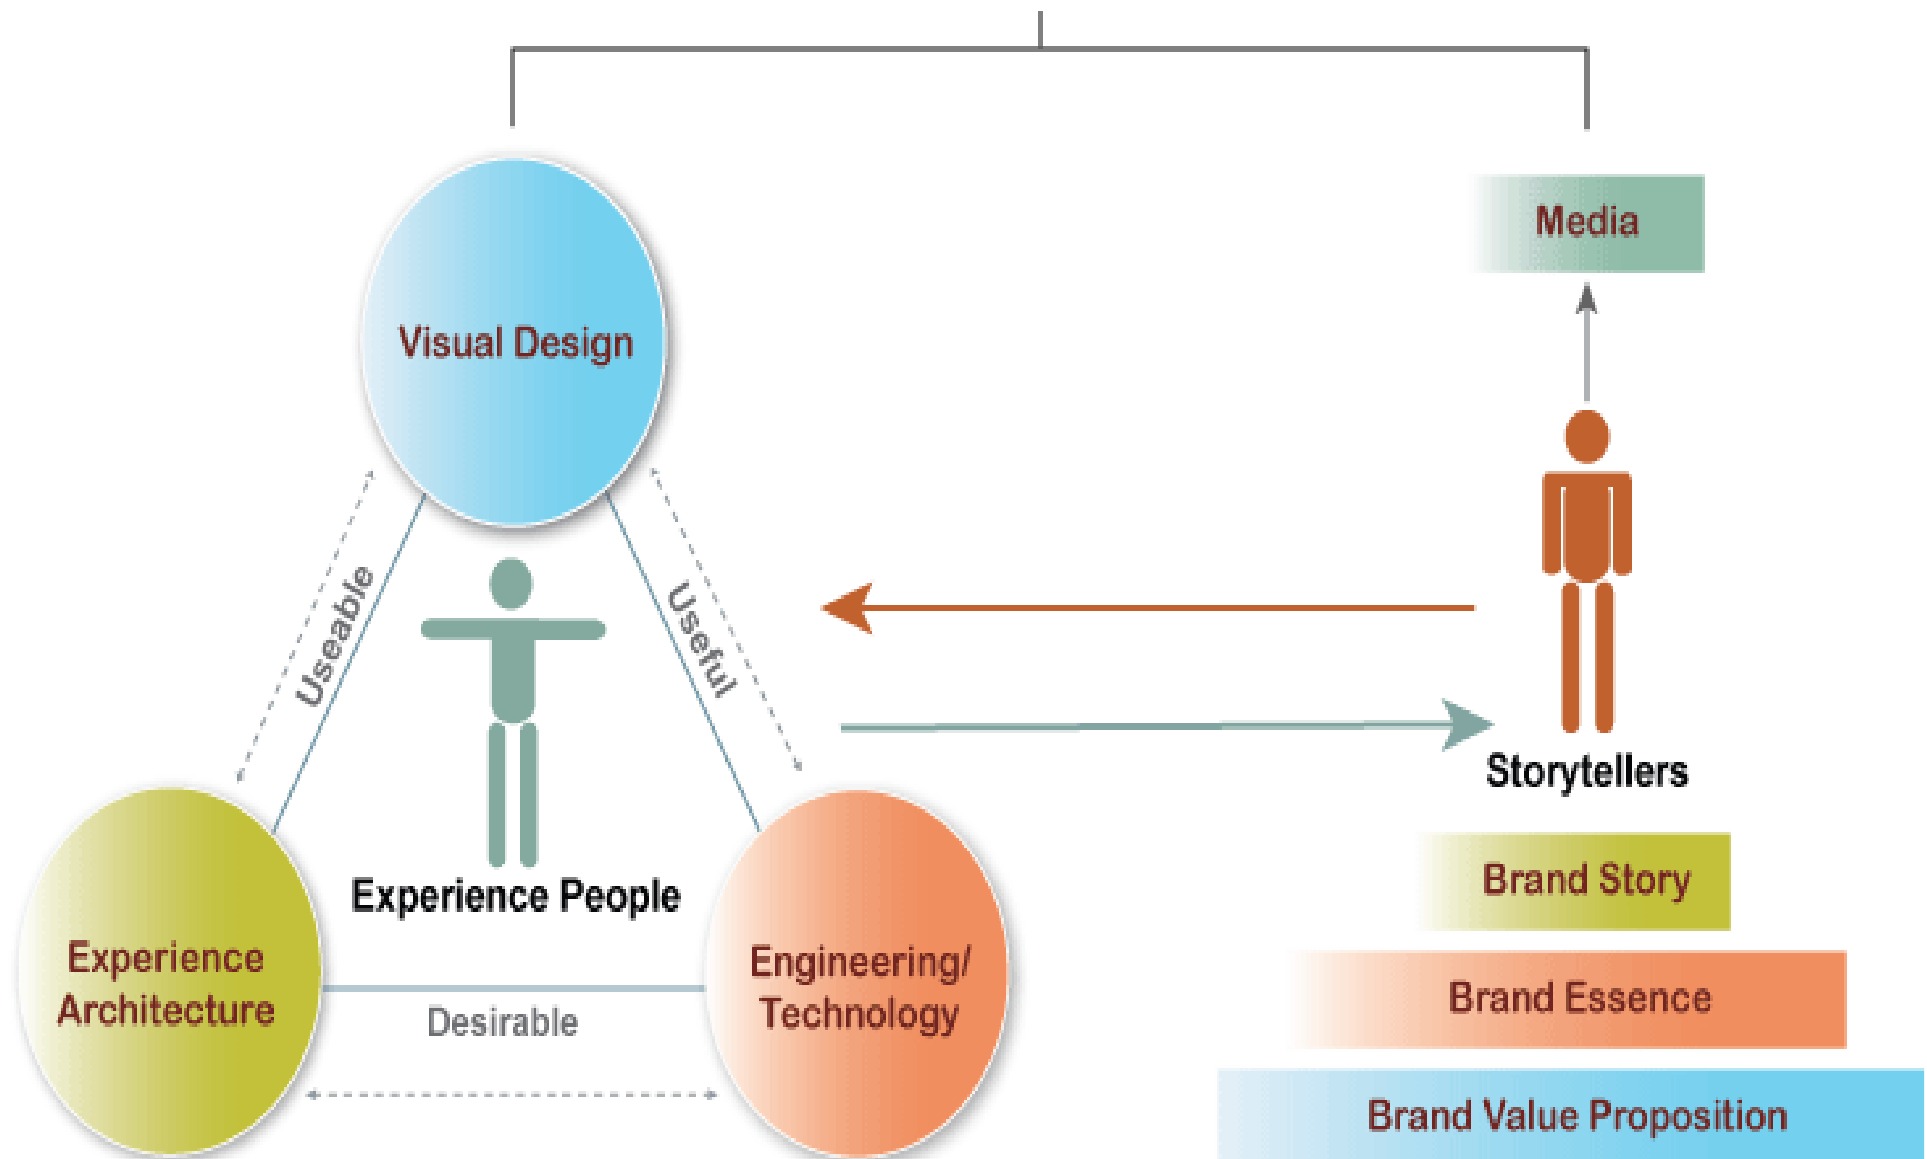 Visual Design
Useable
Useful
Experience People
Experience
Architecture
Desirable
Engineering/
Technology
Media
Storytellers
Brand Story
Brand Essence
Brand Value Proposition